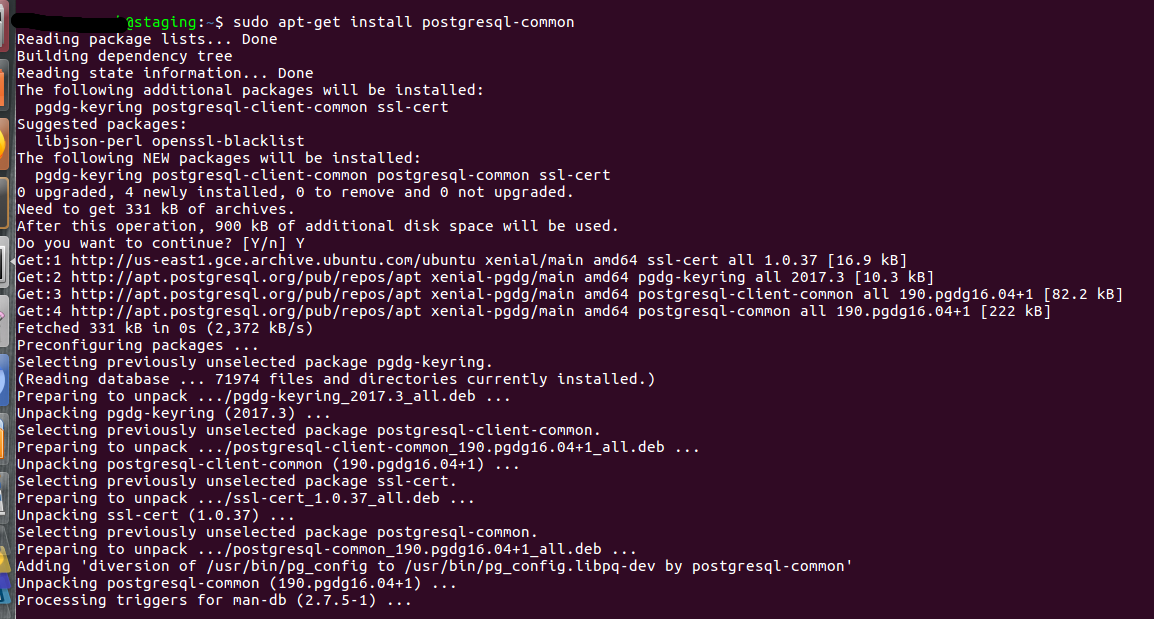 @staging:~$ sudo apt-get install postgresql-common
Reading package lists... Done
Building dependency tree
Reading state information... Done
The following additional packages will be installed:
  pgdg-keyring postgresql-client-common ssl-cert
Suggested packages:
  libjson-perl openssl-blacklist
The following NEW packages will be installed:
  pgdg-keyring postgresql-client-common postgresql-common ssl-cert
0 upgraded, 4 newly installed, 0 to remove and 0 not upgraded.
Need to get 331 kB of archives.
After this operation, 900 kB of additional disk space will be used.
Do you want to continue? [Y/n] Y
Get:1 http://us-east1.gce.archive.ubuntu.com/ubuntu xenial/main amd64 ssl-cert all 1.0.37 [16.9 kB]
Get:2 http://apt.postgresql.org/pub/repos/apt xenial-pgdg/main amd64 pgdg-keyring all 2017.3 [10.3 kB]
Get:3 http://apt.postgresql.org/pub/repos/apt xenial-pgdg/main amd64 postgresql-client-common all 190.pgdg16.04+1 [82.2 kB]
Get:4 http://apt.postgresql.org/pub/repos/apt xenial-pgdg/main amd64 postgresql-common all 190.pgdg16.04+1 [222 kB]
Fetched 331 kB in 0s (2,372 kB/s)
Preconfiguring packages ...
Selecting previously unselected package pgdg-keyring.
(Reading database ... 71974 files and directories currently installed.)
Preparing to unpack .../pgdg-keyring_2017.3_all.deb ...
Unpacking pgdg-keyring (2017.3) ...
Selecting previously unselected package postgresql-client-common.
Preparing to unpack .../postgresql-client-common_190.pgdg16.04+1_all.deb ...
Unpacking postgresql-client-common (190.pgdg16.04+1) ...
Selecting previously unselected package ssl-cert.
Preparing to unpack .../ssl-cert_1.0.37_all.deb ...
Unpacking ssl-cert (1.0.37) ...
Selecting previously unselected package postgresql-common.
Preparing to unpack .../postgresql-common_190.pgdg16.04+1_all.deb ...
Adding 'diversion of /usr/bin/pg_config to /usr/bin/pg_config.libpq-dev by postgresql-common'
Unpacking postgresql-common (190.pgdg16.04+1) ...
Processing triggers for man-db (2.7.5-1) ...